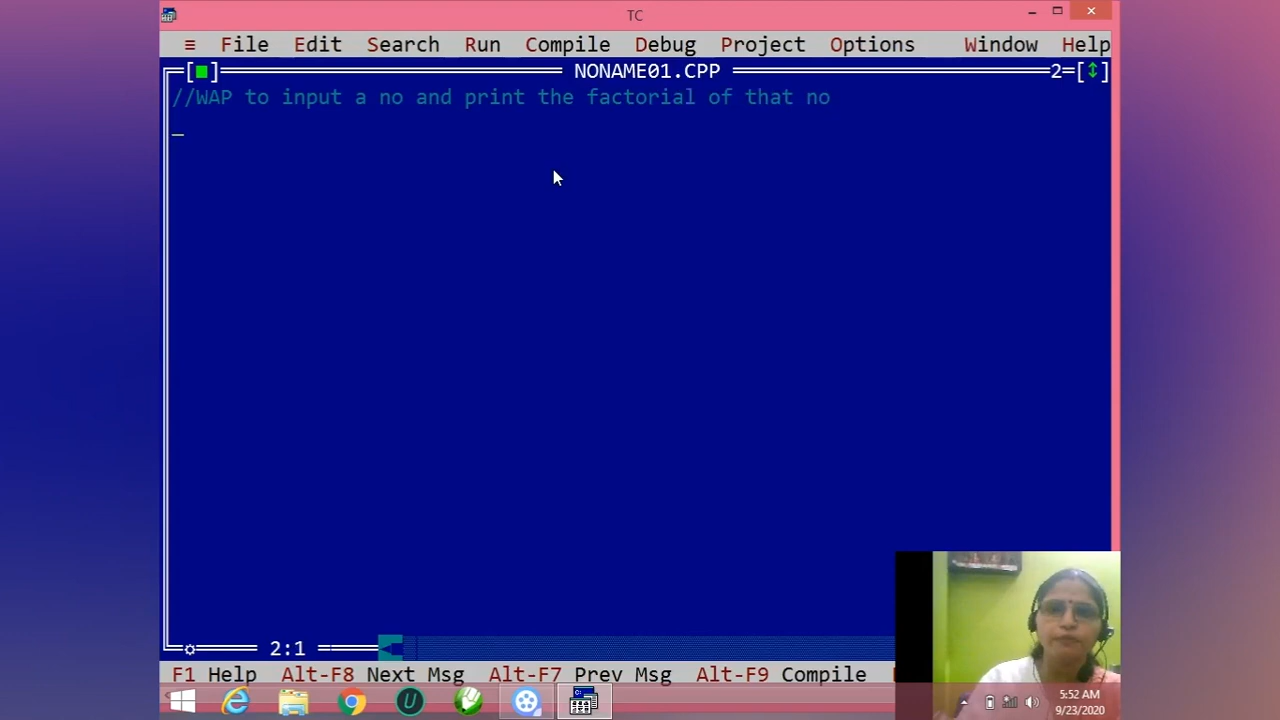 TC
≡ File Edit Search Run Compile Debug Project Options Window Help
[■] NONAME01.CPP 2=[↕]
//WAP to input a no and print the factorial of that no
2:1
F1 Help Alt-F8 Next Msg Alt-F7 Prev Msg Alt-F9 Compile
U
5:52 AM
9/23/2020